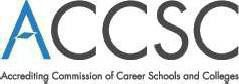 ACCSC
Accrediting Commission of Career Schools and Colleges